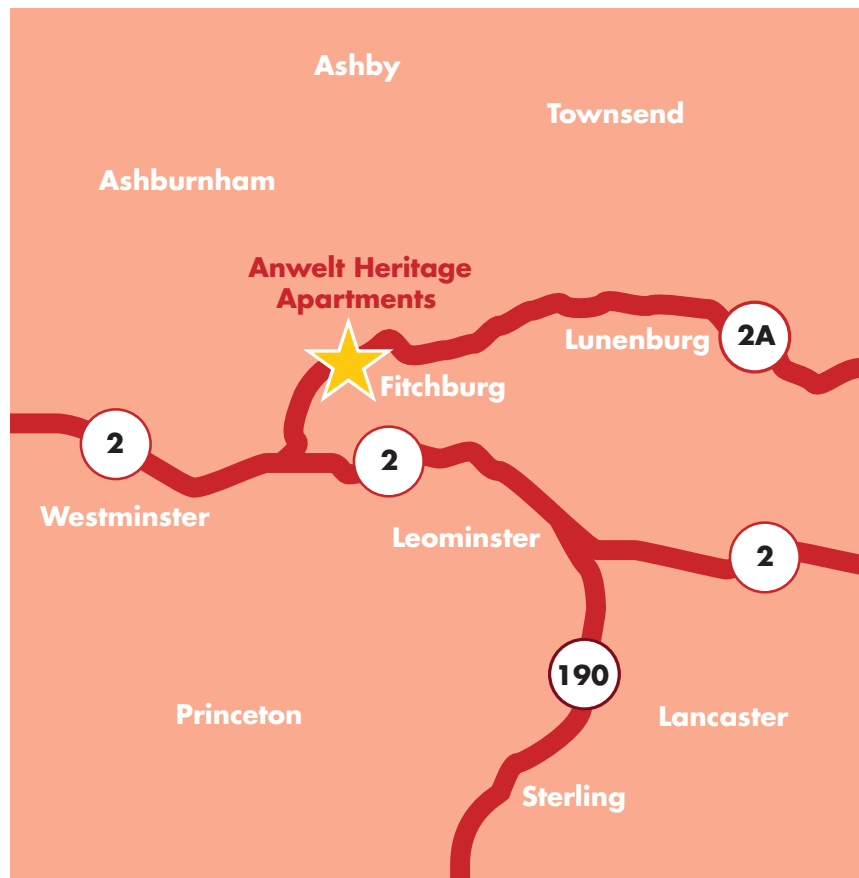 Ashby
Townsend
Ashburnham
Anwelt Heritage
Apartments
2A
Lunenburg
Fitchburg
2
2
Westminster
Leominster
2
190
Princeton
Lancaster
Sterling